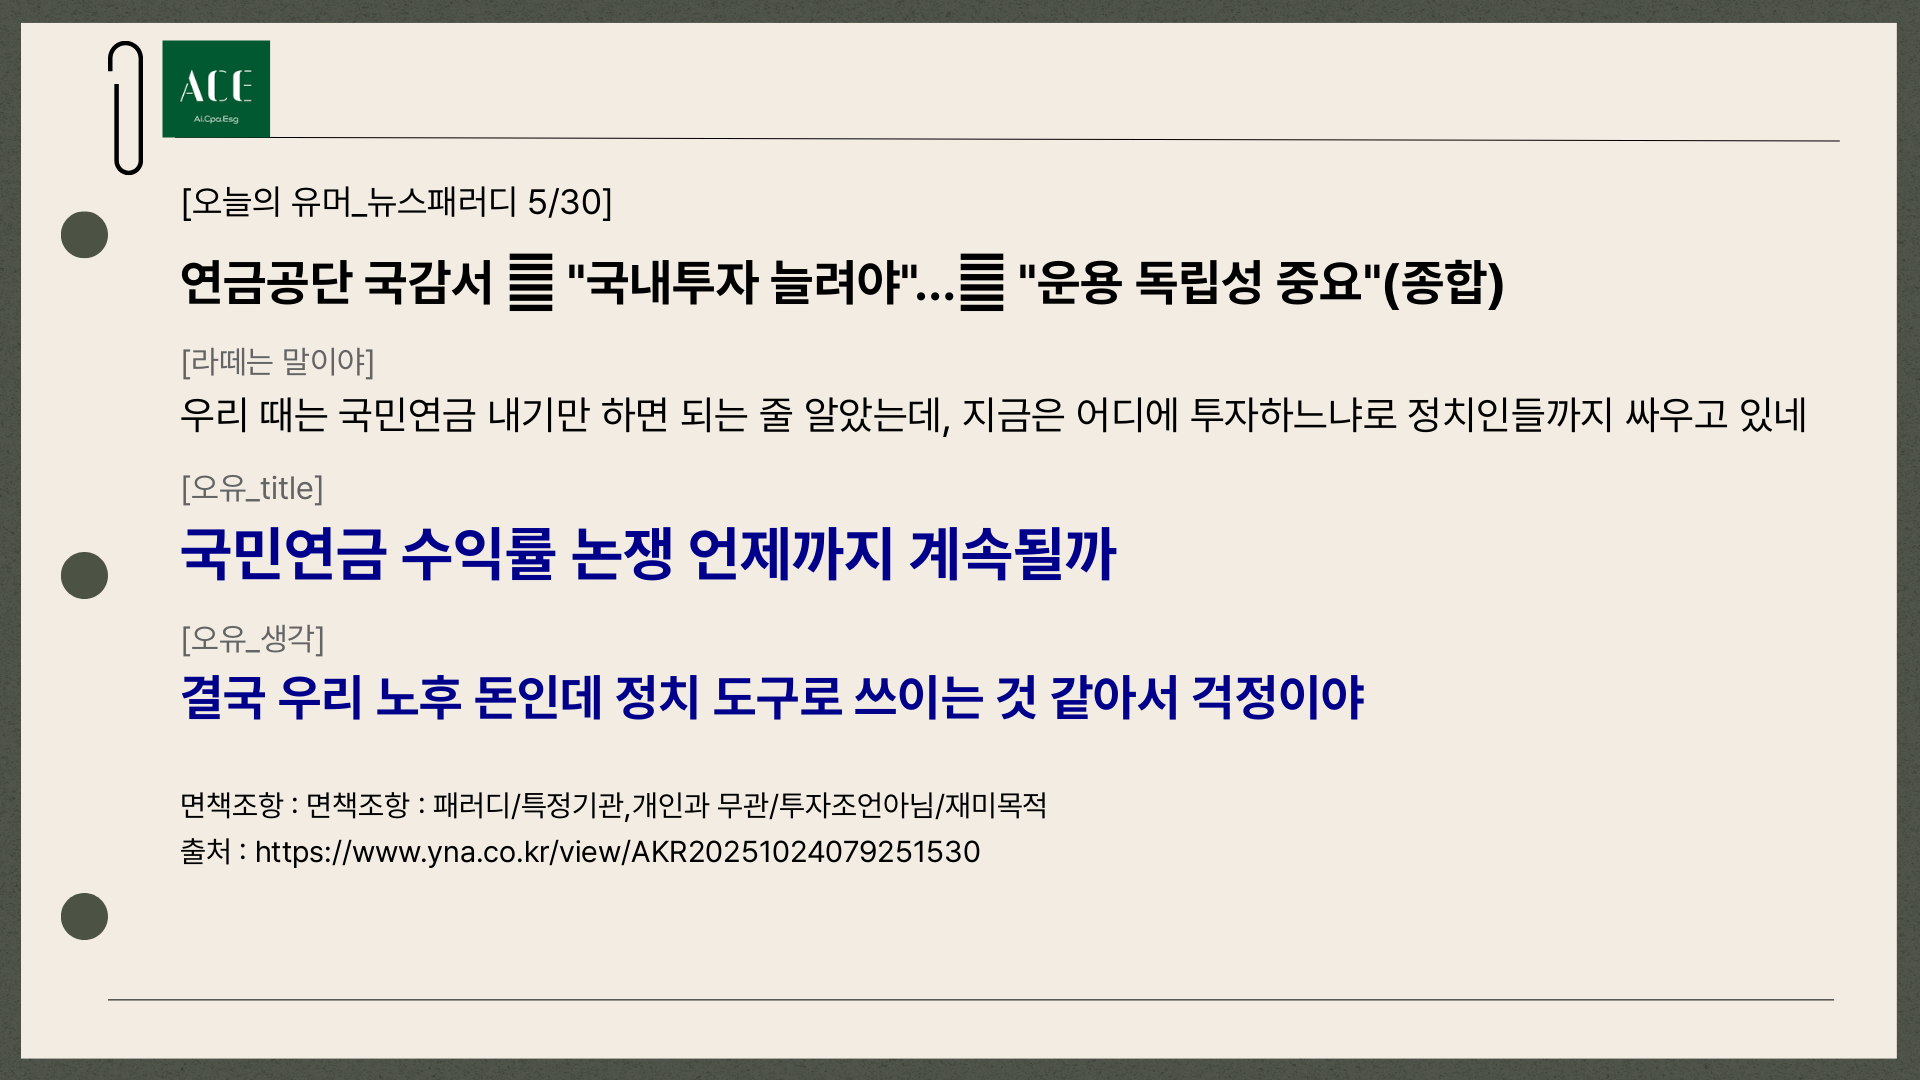 ACE
Ai.Cpa.Esg
[오늘의 유머_뉴스패러디 5/30]
연금공단 국감서 "국내투자 늘려야"... "운용 독립성 중요"(종합)
[라떼는 말이야]
우리 때는 국민연금 내기만 하면 되는 줄 알았는데, 지금은 어디에 투자하느냐로 정치인들까지 싸우고 있네
[오유_title]
국민연금 수익률 논쟁 언제까지 계속될까
[오유_생각]
결국 우리 노후 돈인데 정치 도구로 쓰이는 것 같아서 걱정이야
면책조항 : 면책조항 : 패러디/특정기관,개인과 무관/투자조언아님/재미목적
출처 : https://www.yna.co.kr/view/AKR20251024079251530